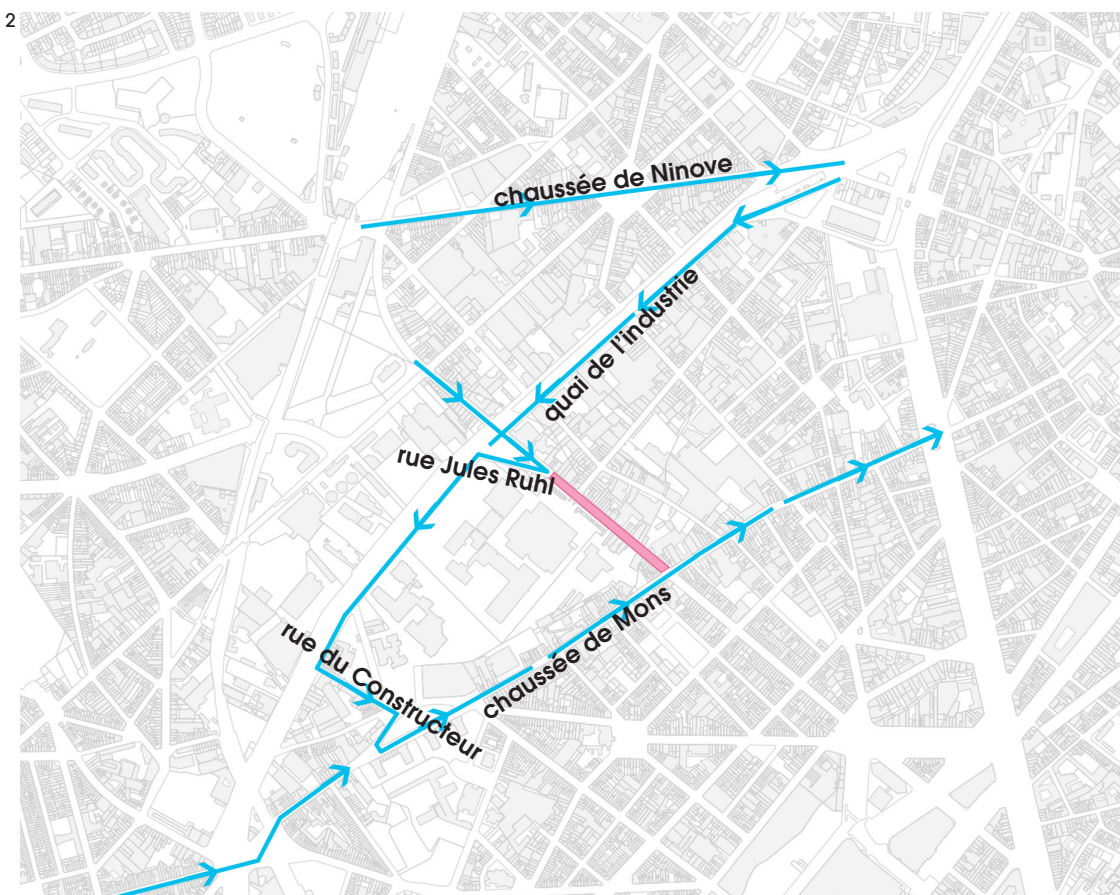 2
chaussée de Ninove
quai de l'industrie
rue Jules Ruhl
chaussée de Mons
rue du Constructeur